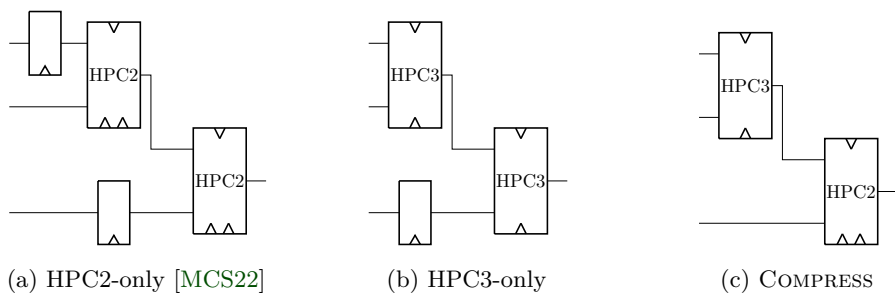 HPC2
HPC2
(a) HPC2-only [MCS22]
HPC3
HPC3
(b) HPC3-only
HPC3
HPC2
(c) COMPRESS